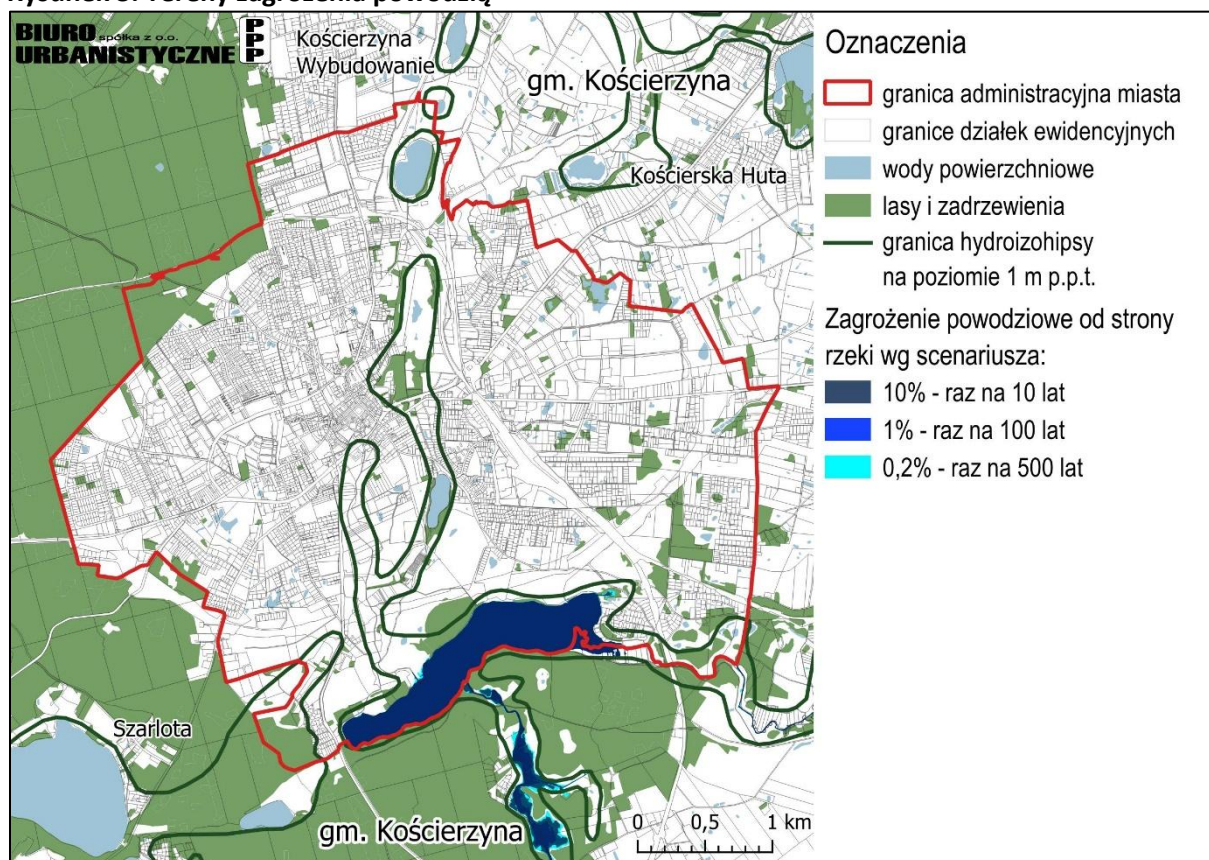 Rysunek 3. Tereny zagrożenia powodzią
BIURO spółka z o.o.
URBANISTYCZNE
PPP
Kościerzyna
Wybudowanie
gm. Kościerzyna
Kościerska Huta
Szarlota
gm. Kościerzyna
0 0,5 1 km
Oznaczenia
granica administracyjna miasta
granice działek ewidencyjnych
wody powierzchniowe
lasy i zadrzewienia
granica hydroizohipsy
na poziomie 1 m p.p.t.
Zagrożenie powodziowe od strony
rzeki wg scenariusza:
10% - raz na 10 lat
1% - raz na 100 lat
0,2% - raz na 500 lat